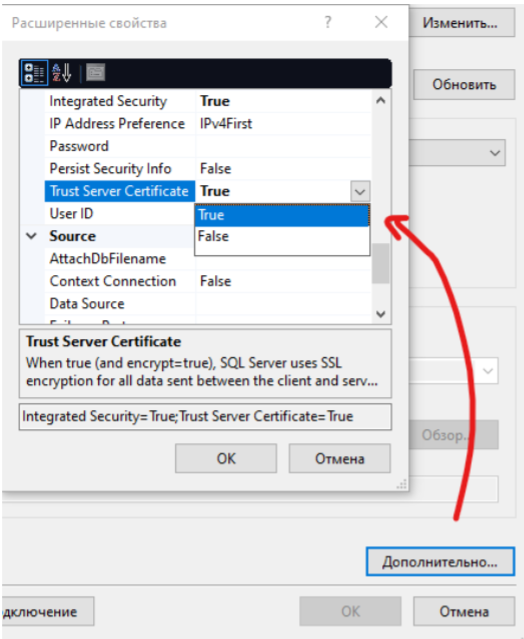 Расширенные свойства
?
Изменить...
Обновить
Integrated Security True
IP Address Preference IPv4First
Password
Persist Security Info False
Trust Server Certificate True
User ID True
Source False
AttachDbFilename
Context Connection False
Data Source
Trust Server Certificate
When true (and encrypt=true), SQL Server uses SSL
encryption for all data sent between the client and serv...
Integrated Security=True;Trust Server Certificate=True
Обзор...
OK Отмена
Дополнительно...
одключение
OK
Отмена